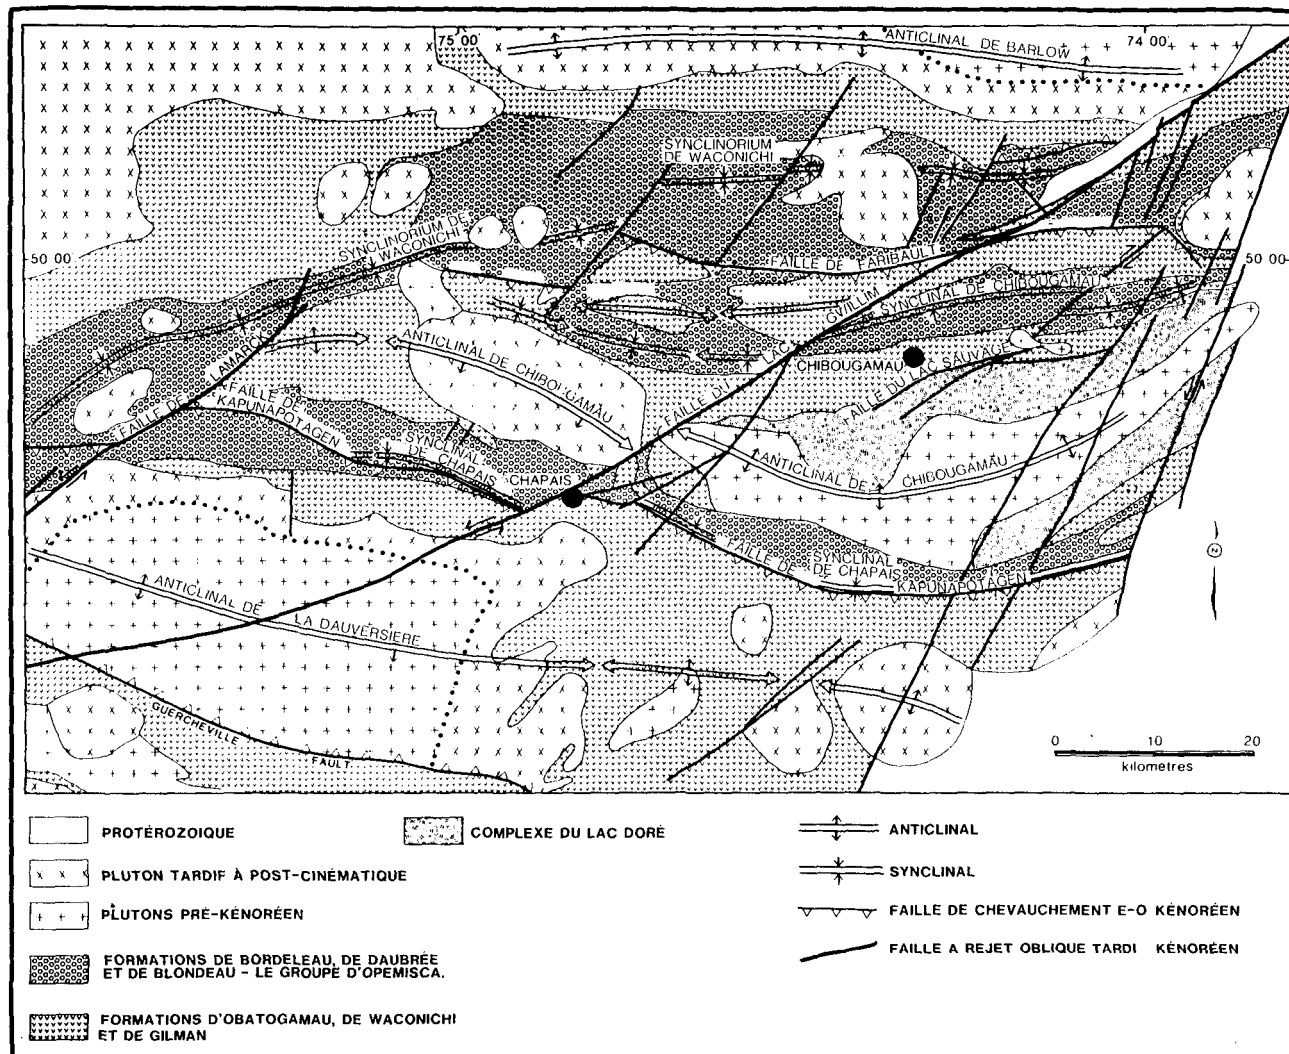 75 00
74 00
ANTICLINAL DE BARLOW
SYNCLINORIUM
DE WACONICHI
SYNCLINORIUM DE
WACONICHI
50 00
50 00
FAILLE DE FARIBAULT
FAILLE DU LAC GWILLIM
SYNCLINAL DE CHIBOUGAMAU
ANTICLINAL DE CHIBOUGAMAU
CHIBOUGAMAU
FAILLE DU LAC SAUVAGE
FAILLE DE LAMARCK
FAILLE DE
KAPUNAPOTAGEN
SYNCLINAL
DE CHAPAIS
CHAPAIS
ANTICLINAL DE CHIBOUGAMAU
FAILLE DE KAPUNAPOTAGEN
SYNCLINAL
DE CHAPAIS
ANTICLINAL DE LA DAUVERSIERE
GUERCHEVILLE FAULT
0 10 20
kilometres
PROTÉROZOIQUE
COMPLEXE DU LAC DORÉ
ANTICLINAL
PLUTON TARDIF À POST-CINÉMATIQUE
SYNCLINAL
PLUTONS PRÉ-KÉNORÉEN
FAILLE DE CHEVAUCHEMENT E-O KÉNORÉEN
FORMATIONS DE BORDELEAU, DE DAUBRÉE
ET DE BLONDEAU - LE GROUPE D'OPEMISCA.
FAILLE A REJET OBLIQUE TARDI KÉNORÉEN
FORMATIONS D'OBATOGAMAU, DE WACONICHI
ET DE GILMAN